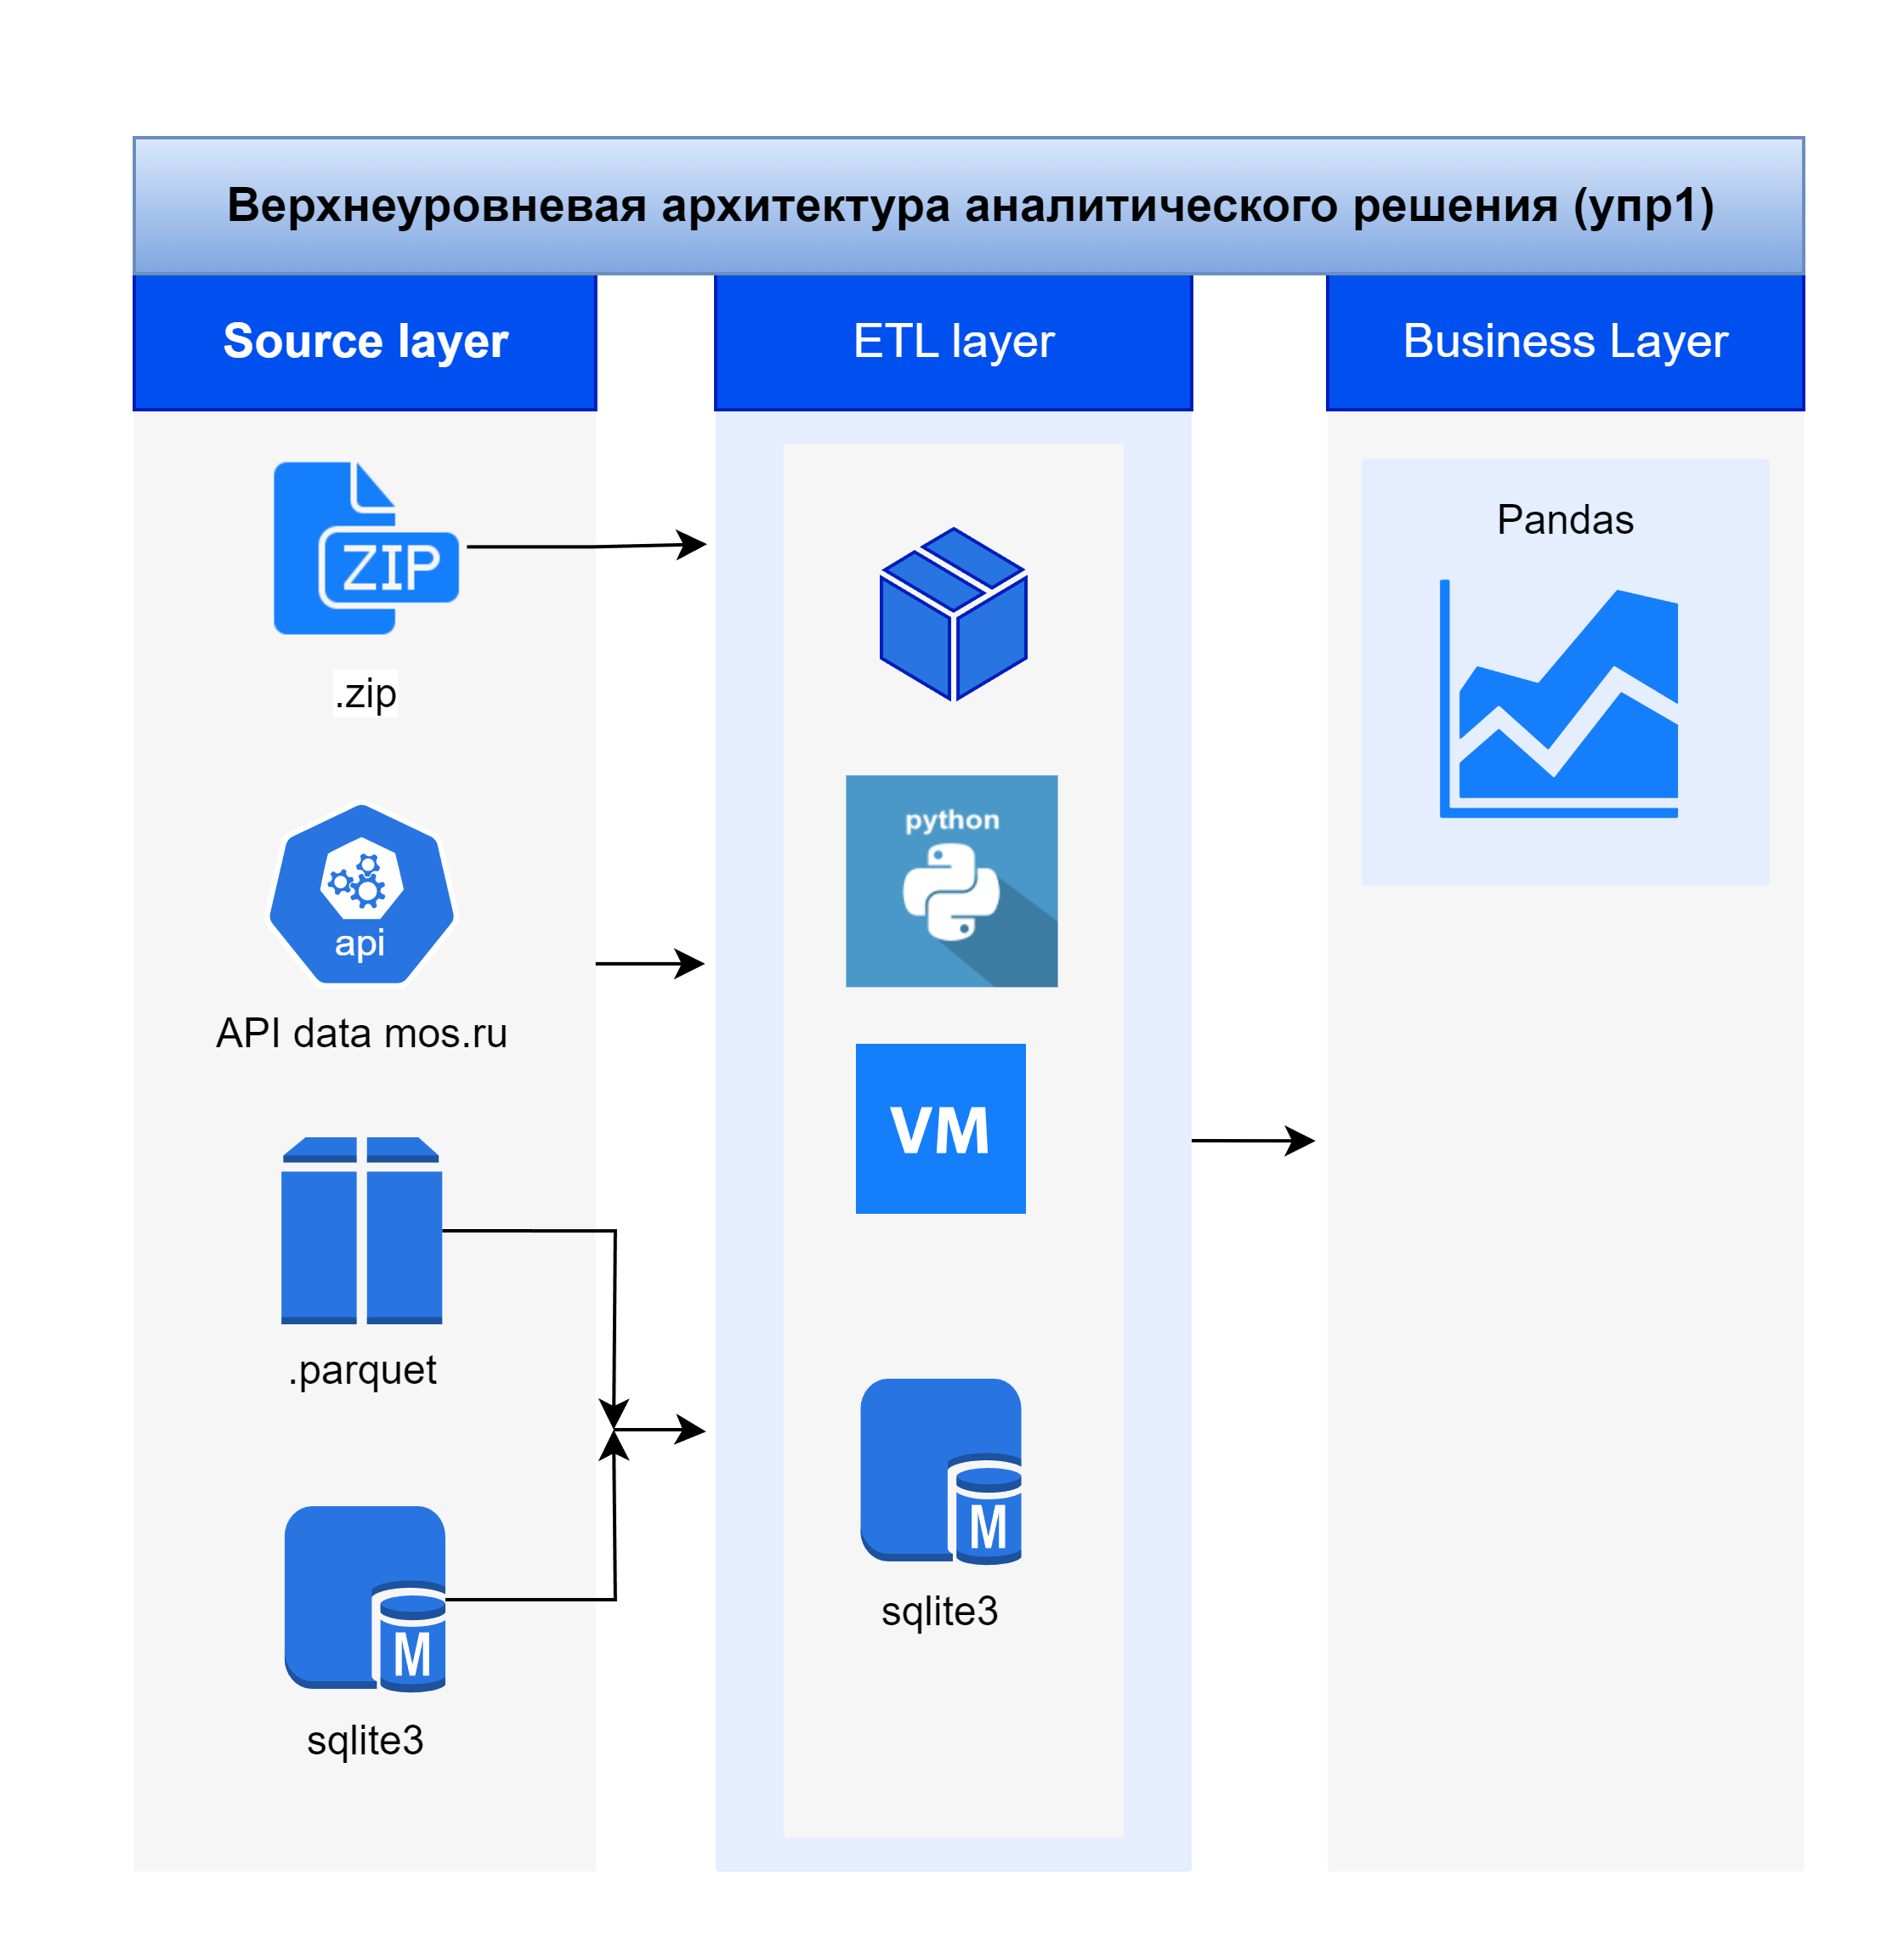 Верхнеуровневая архитектура аналитического решения (упр1)
Source layer
ETL layer
Business Layer
ZIP
.zip
api
API data mos.ru
.parquet
M
sqlite3
python
VM
M
sqlite3
Pandas